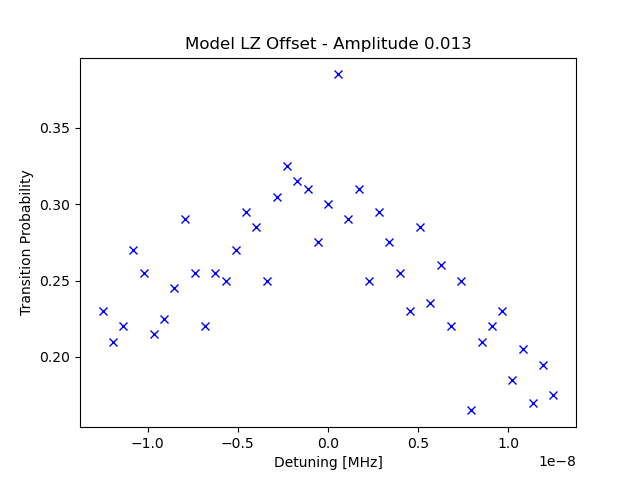 Model LZ Offset - Amplitude 0.013
Transition Probability
0.35
0.30
0.25
0.20
−1.0 −0.5 0.0 0.5 1.0
1e−8
Detuning [MHz]